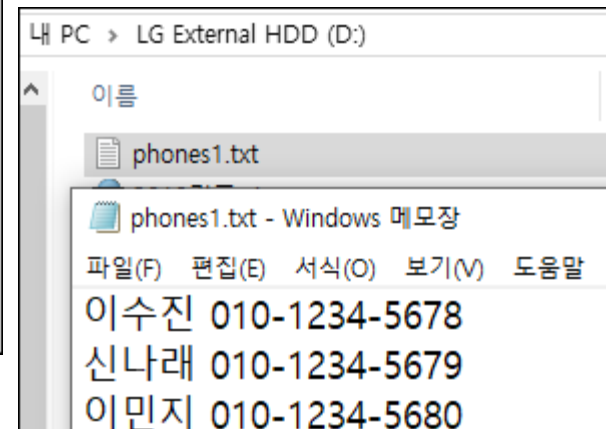 내 PC > LG External HDD (D:)
이름
phones1.txt
phones1.txt - Windows 메모장
파일(F) 편집(E) 서식(O) 보기(V) 도움말
이수진 010-1234-5678
신나래 010-1234-5679
이민지 010-1234-5680